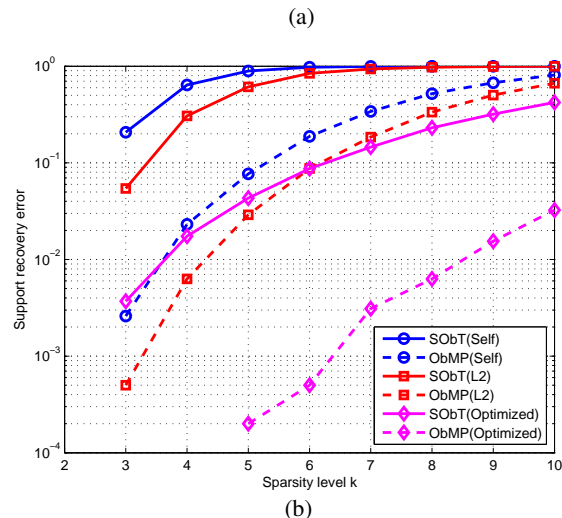 (a)
10^0
10^-1
10^-2
10^-3
10^-4
Support recovery error
SObT(Self)
ObMP(Self)
SObT(L2)
ObMP(L2)
SObT(Optimized)
ObMP(Optimized)
2 3 4 5 6 7 8 9 10
Sparsity level k
(b)